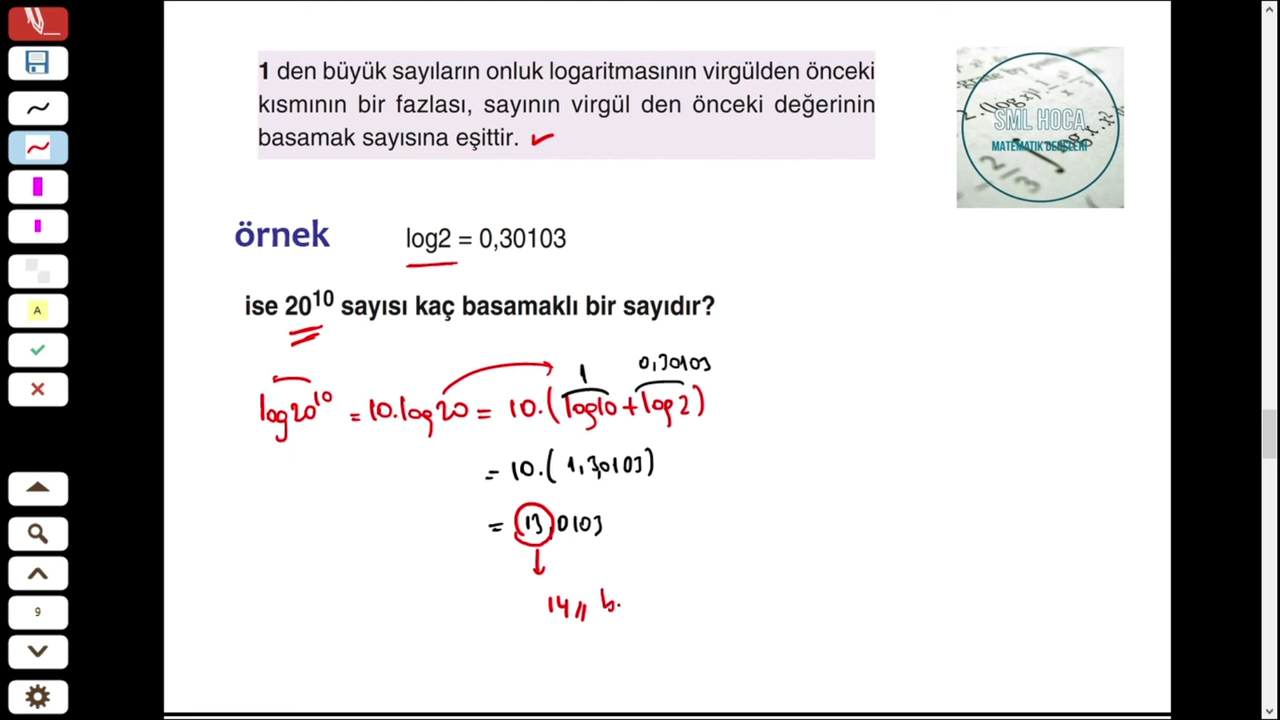 1 den büyük sayıların onluk logaritmasının virgülden önceki
kısmının bir fazlası, sayının virgül den önceki değerinin
basamak sayısına eşittir.
SML HOCA
MATEMATİK DERSLERİ
örnek
log2 = 0,30103
ise 20¹⁰ sayısı kaç basamaklı bir sayıdır?
1 0,30103
log20¹⁰ = 10.log20 = 10.(log10+log2)
= 10.(1,30103)
= 13,0103
14// b.
A
9